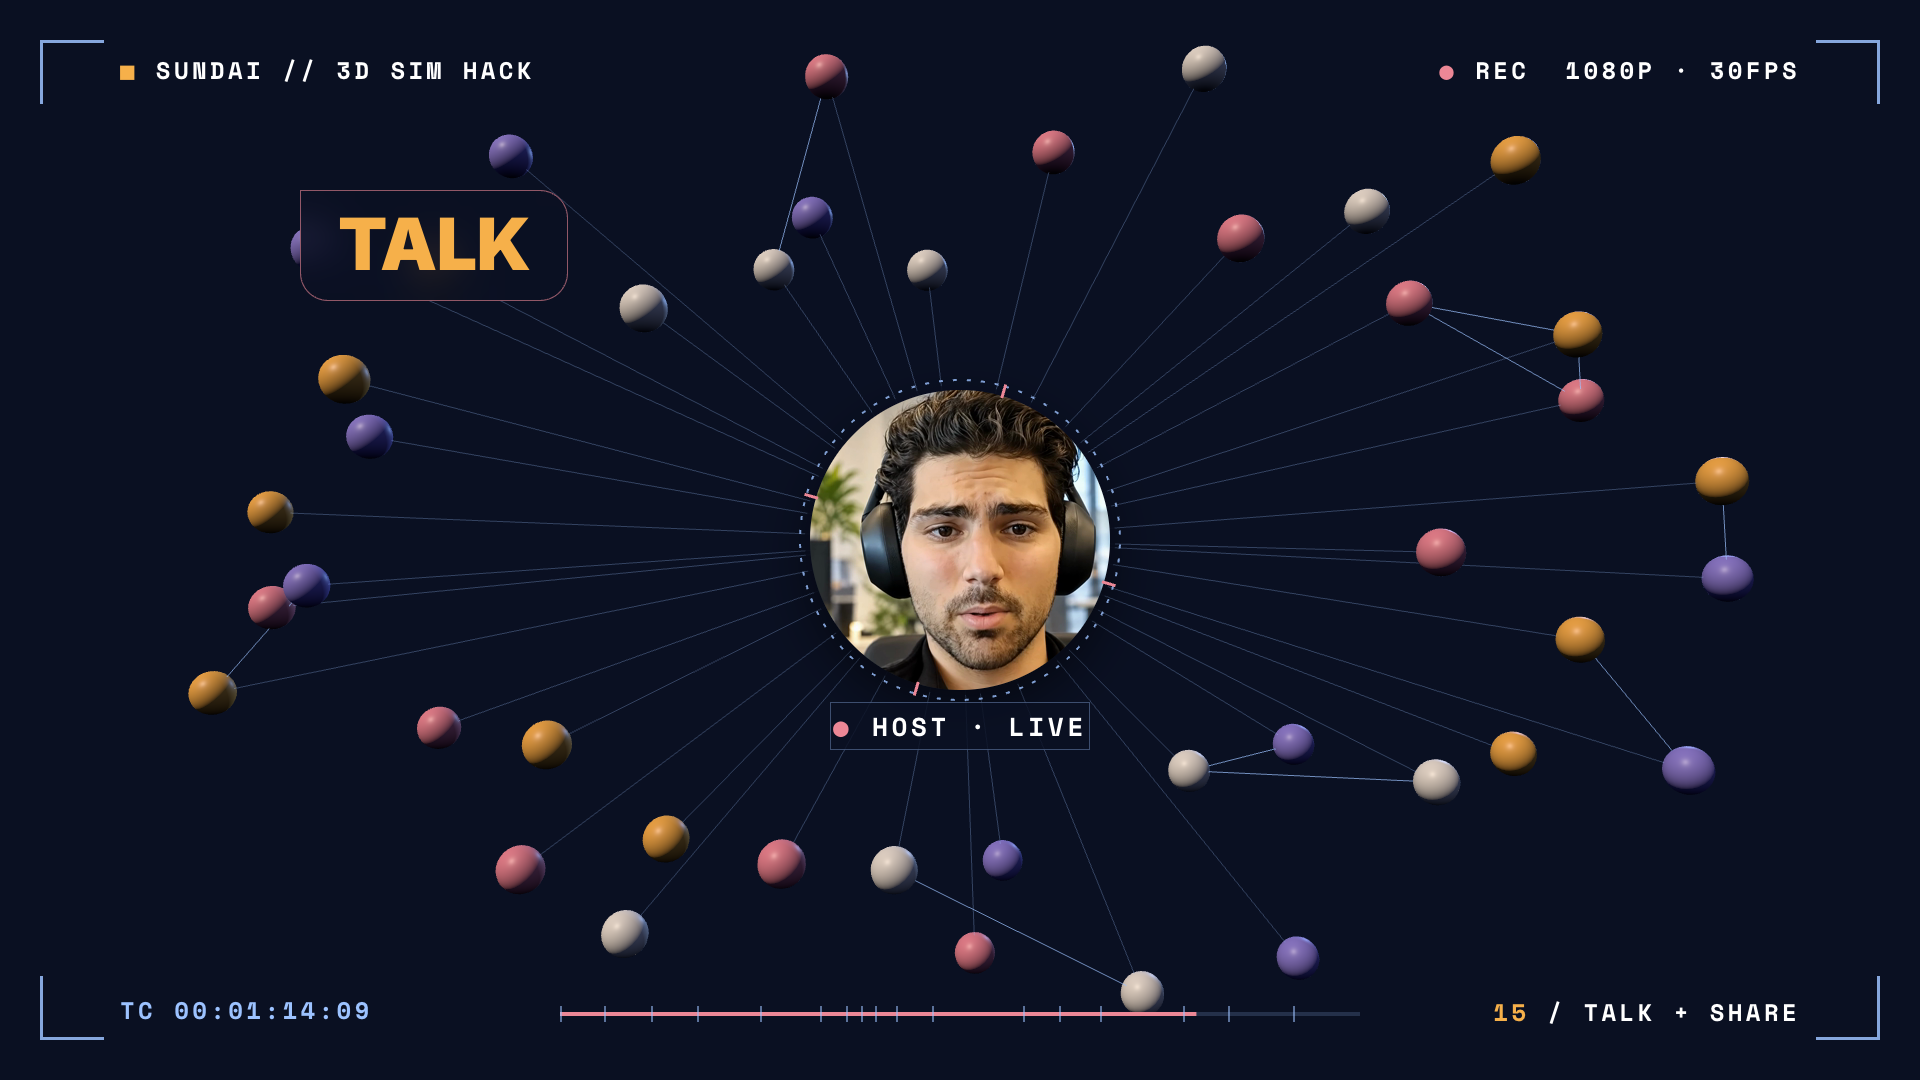 SUNDAI // 3D SIM HACK
REC 1080P · 30FPS
TALK
HOST · LIVE
TC 00:01:14:09
15 / TALK + SHARE